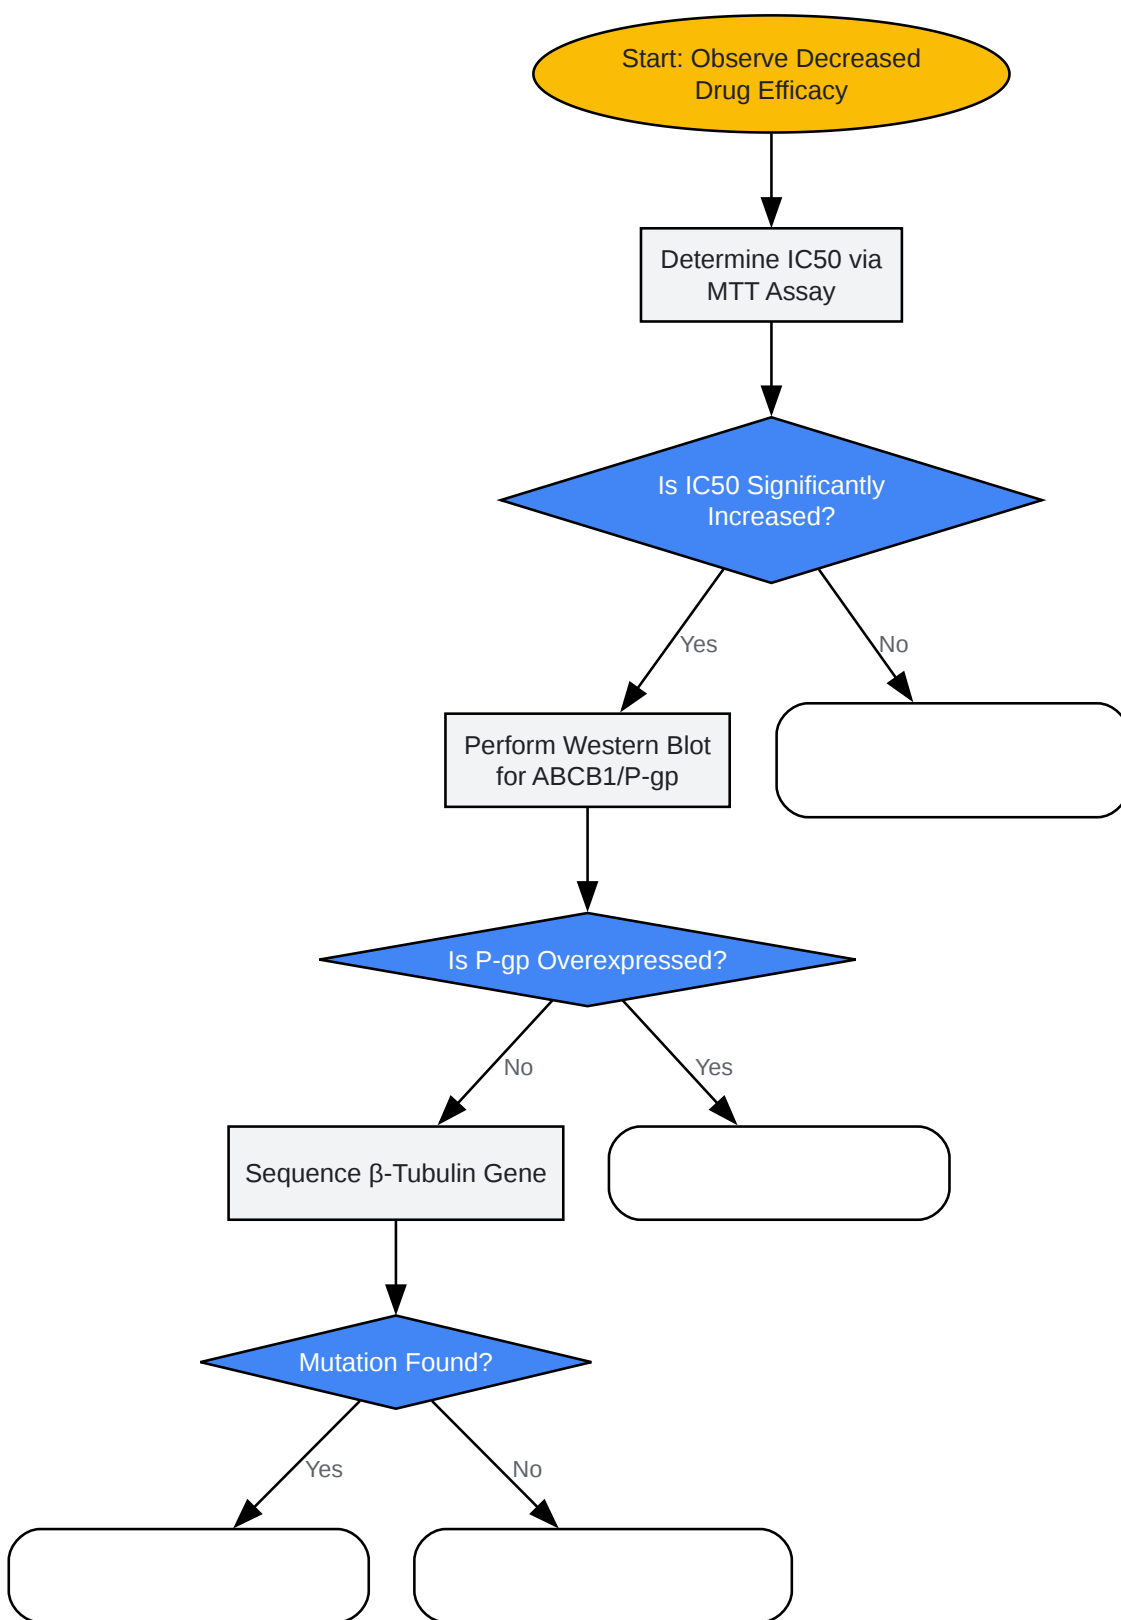 Start: Observe Decreased
Drug Efficacy
Determine IC50 via
MTT Assay
Is IC50 Significantly
Increased?
Yes
No
Perform Western Blot
for ABCB1/P-gp
Is P-gp Overexpressed?
No
Yes
Sequence β-Tubulin Gene
Mutation Found?
Yes
No